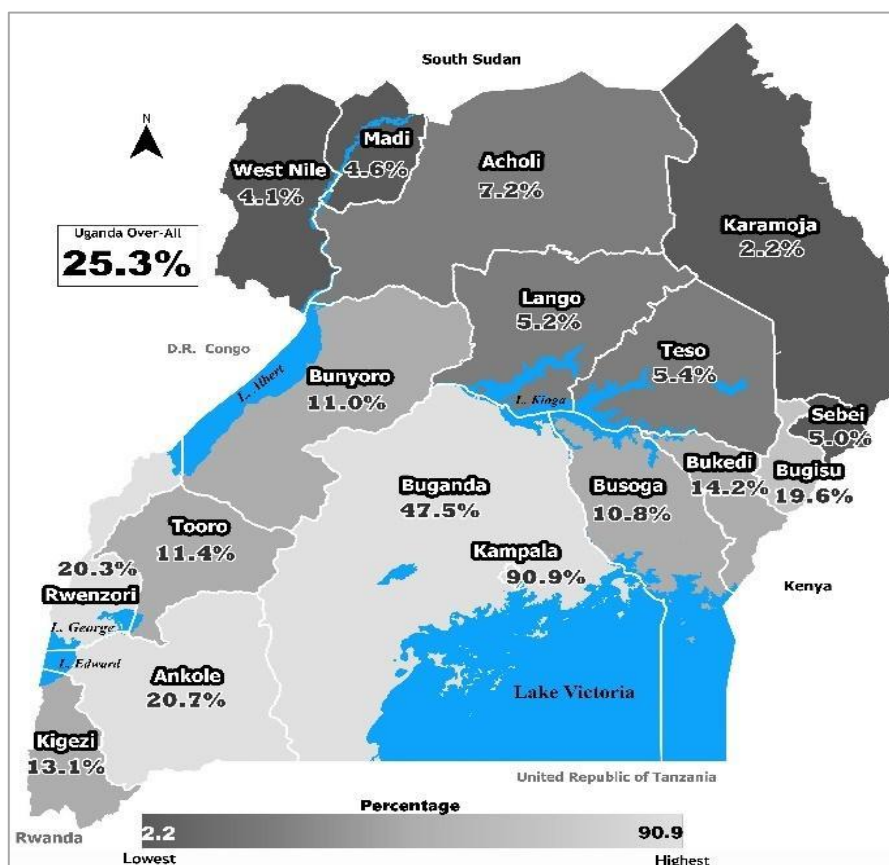 South Sudan
N
Madi
4.6%
West Nile
4.1%
Acholi
7.2%
Karamoja
2.2%
Uganda Over-All
25.3%
Lango
5.2%
D.R. Congo
Teso
5.4%
Bunyoro
11.0%
L. Albert
L. Kioga
Sebei
5.0%
Bukedi
14.2%
Bugisu
19.6%
Buganda
47.5%
Busoga
10.8%
Tooro
11.4%
Kampala
90.9%
20.3%
Rwenzori
Kenya
L. George
L. Edward
Ankole
20.7%
Lake Victoria
Kigezi
13.1%
United Republic of Tanzania
Percentage
2.2
90.9
Rwanda
Lowest
Highest